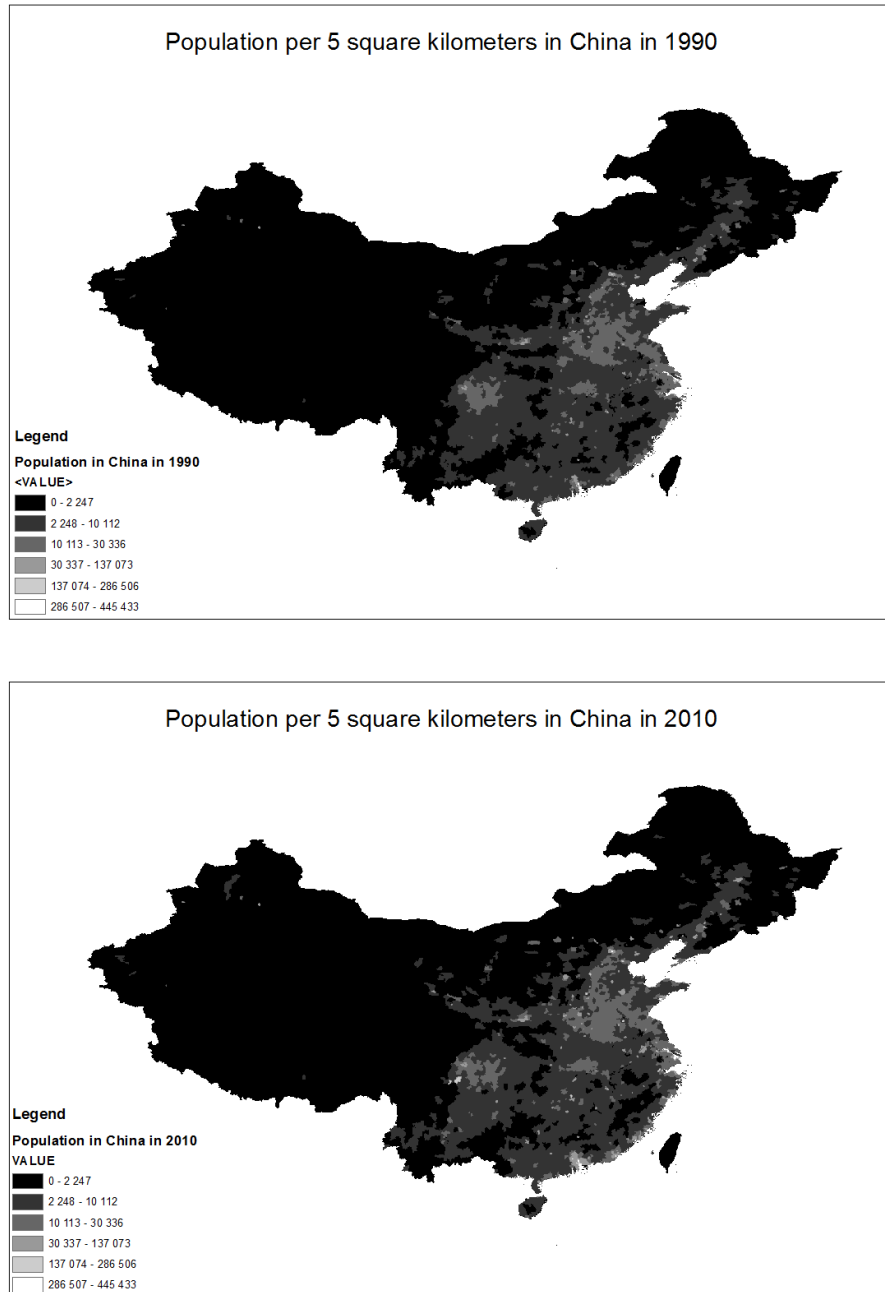 Population per 5 square kilometers in China in 1990
Legend
Population in China in 1990
<VALUE>
0 - 2 247
2 248 - 10 112
10 113 - 30 336
30 337 - 137 073
137 074 - 286 506
286 507 - 445 433
Population per 5 square kilometers in China in 2010
Legend
Population in China in 2010
VALUE
0 - 2 247
2 248 - 10 112
10 113 - 30 336
30 337 - 137 073
137 074 - 286 506
286 507 - 445 433